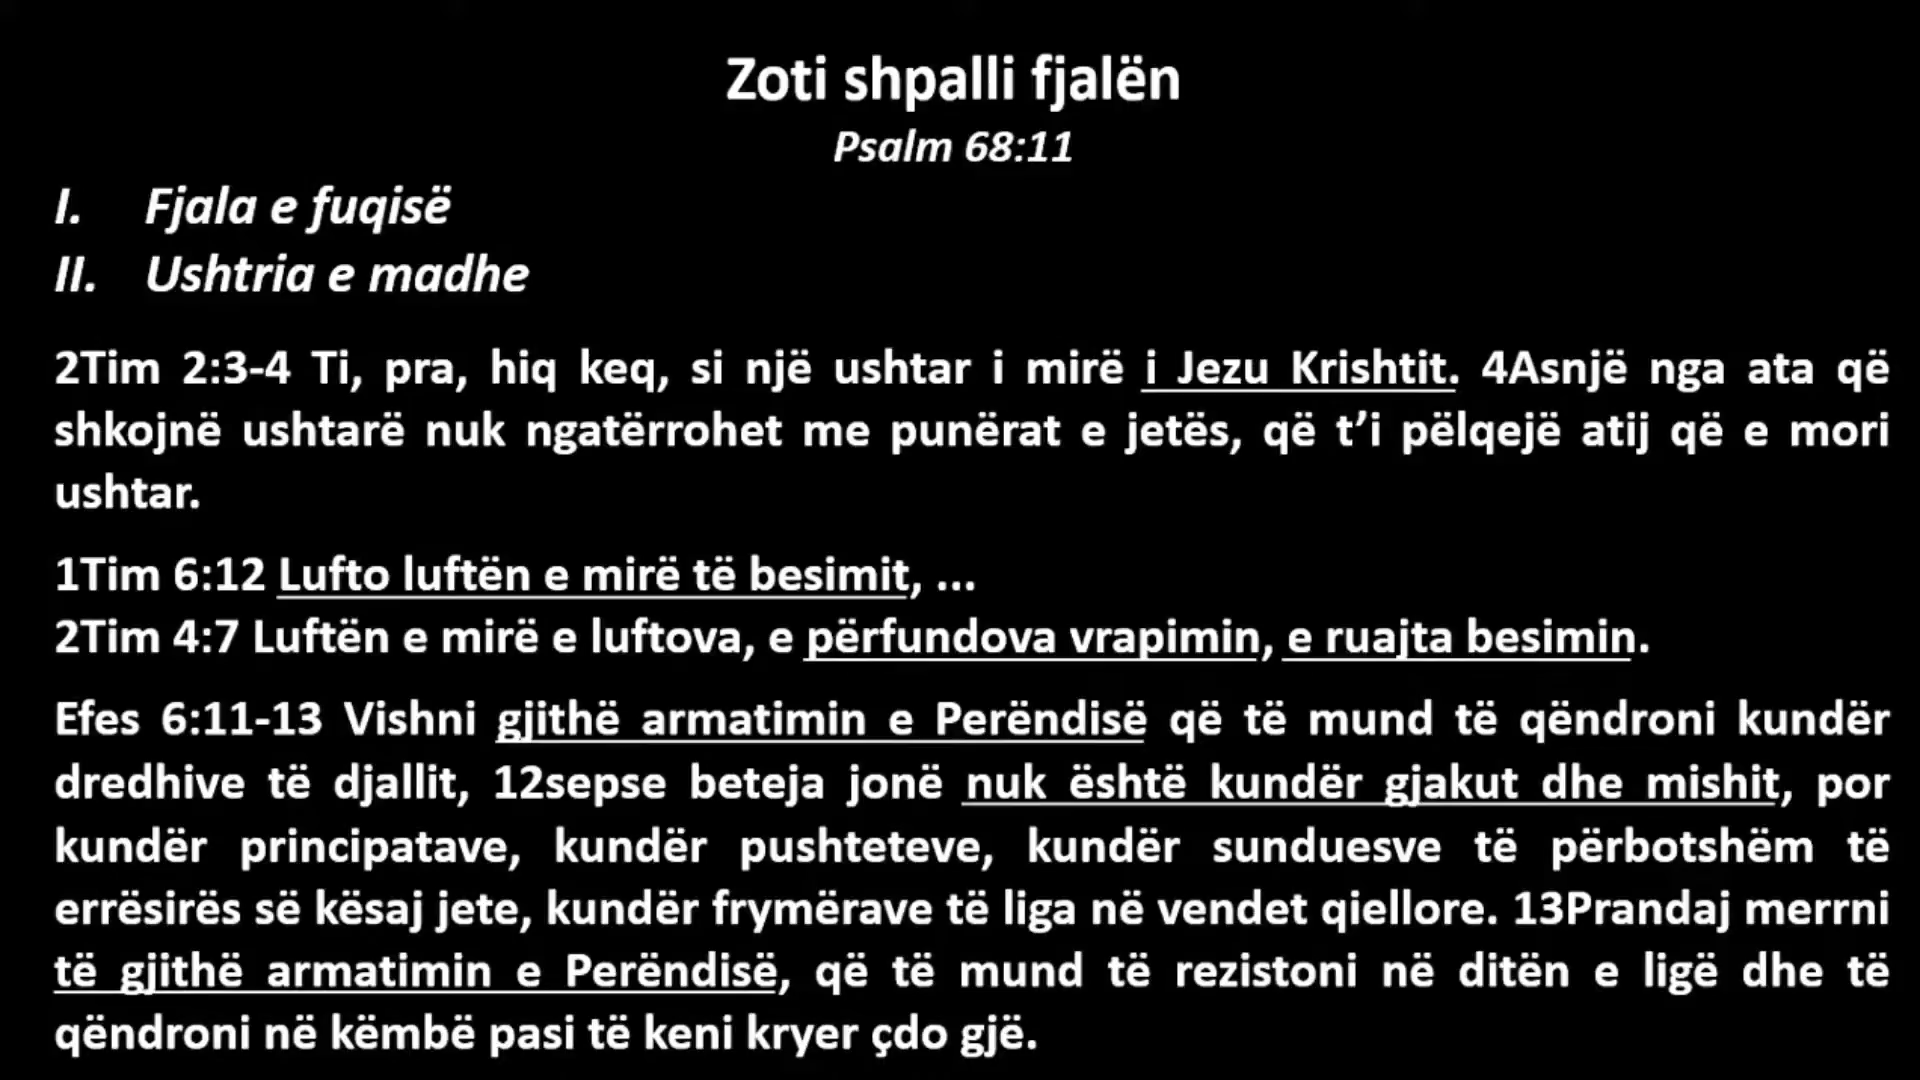 Zoti shpalli fjalën
Psalm 68:11
I. Fjala e fuqisë
II. Ushtria e madhe
2Tim 2:3-4 Ti, pra, hiq keq, si një ushtar i mirë i Jezu Krishtit. 4Asnjë nga ata që
shkojnë ushtarë nuk ngatërrohet me punërat e jetës, që t’i pëlqejë atij që e mori
ushtar.
1Tim 6:12 Lufto luftën e mirë të besimit, ...
2Tim 4:7 Luftën e mirë e luftova, e përfundova vrapimin, e ruajta besimin.
Efes 6:11-13 Vishni gjithë armatimin e Perëndisë që të mund të qëndroni kundër
dredhive të djallit, 12sepse beteja jonë nuk është kundër gjakut dhe mishit, por
kundër principatave, kundër pushteteve, kundër sunduesve të përbotshëm të
errësirës së kësaj jete, kundër frymërave të liga në vendet qiellore. 13Prandaj merrni
të gjithë armatimin e Perëndisë, që të mund të rezistoni në ditën e ligë dhe të
qëndroni në këmbë pasi të keni kryer çdo gjë.